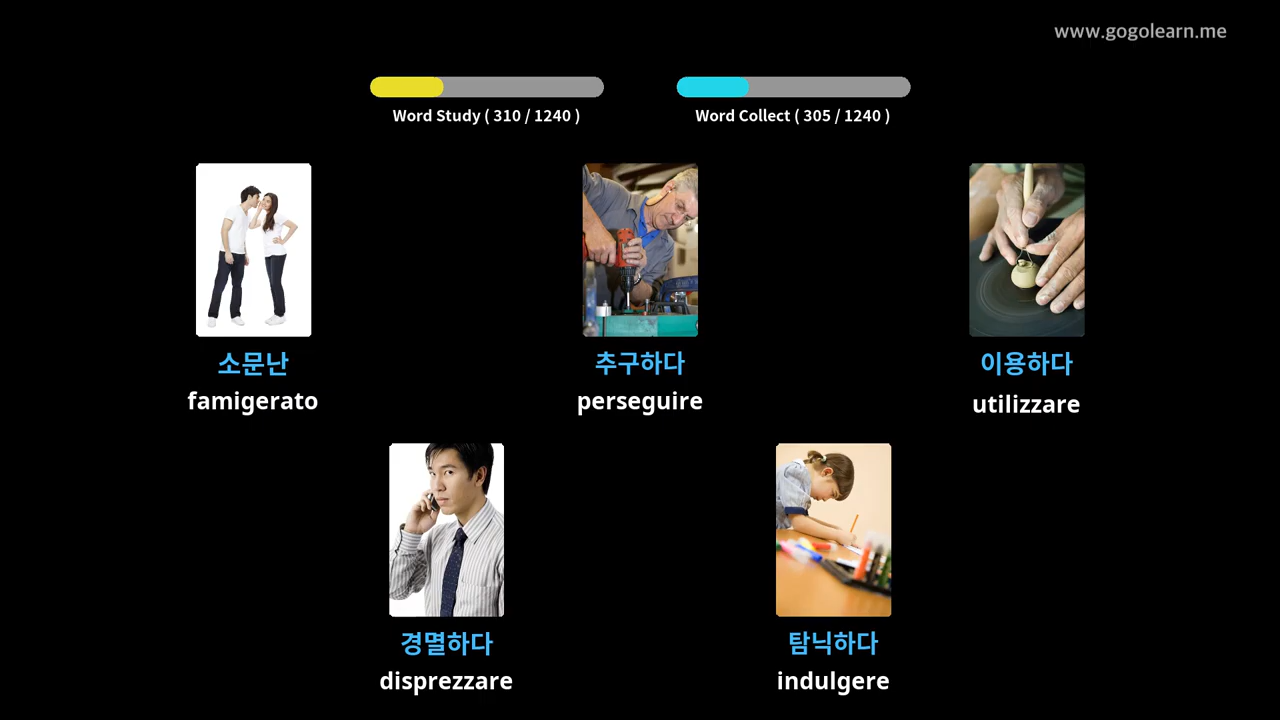 www.gogolearn.me
Word Study ( 310 / 1240 )
Word Collect ( 305 / 1240 )
소문난
famigerato
추구하다
perseguire
이용하다
utilizzare
경멸하다
disprezzare
탐닉하다
indulgere